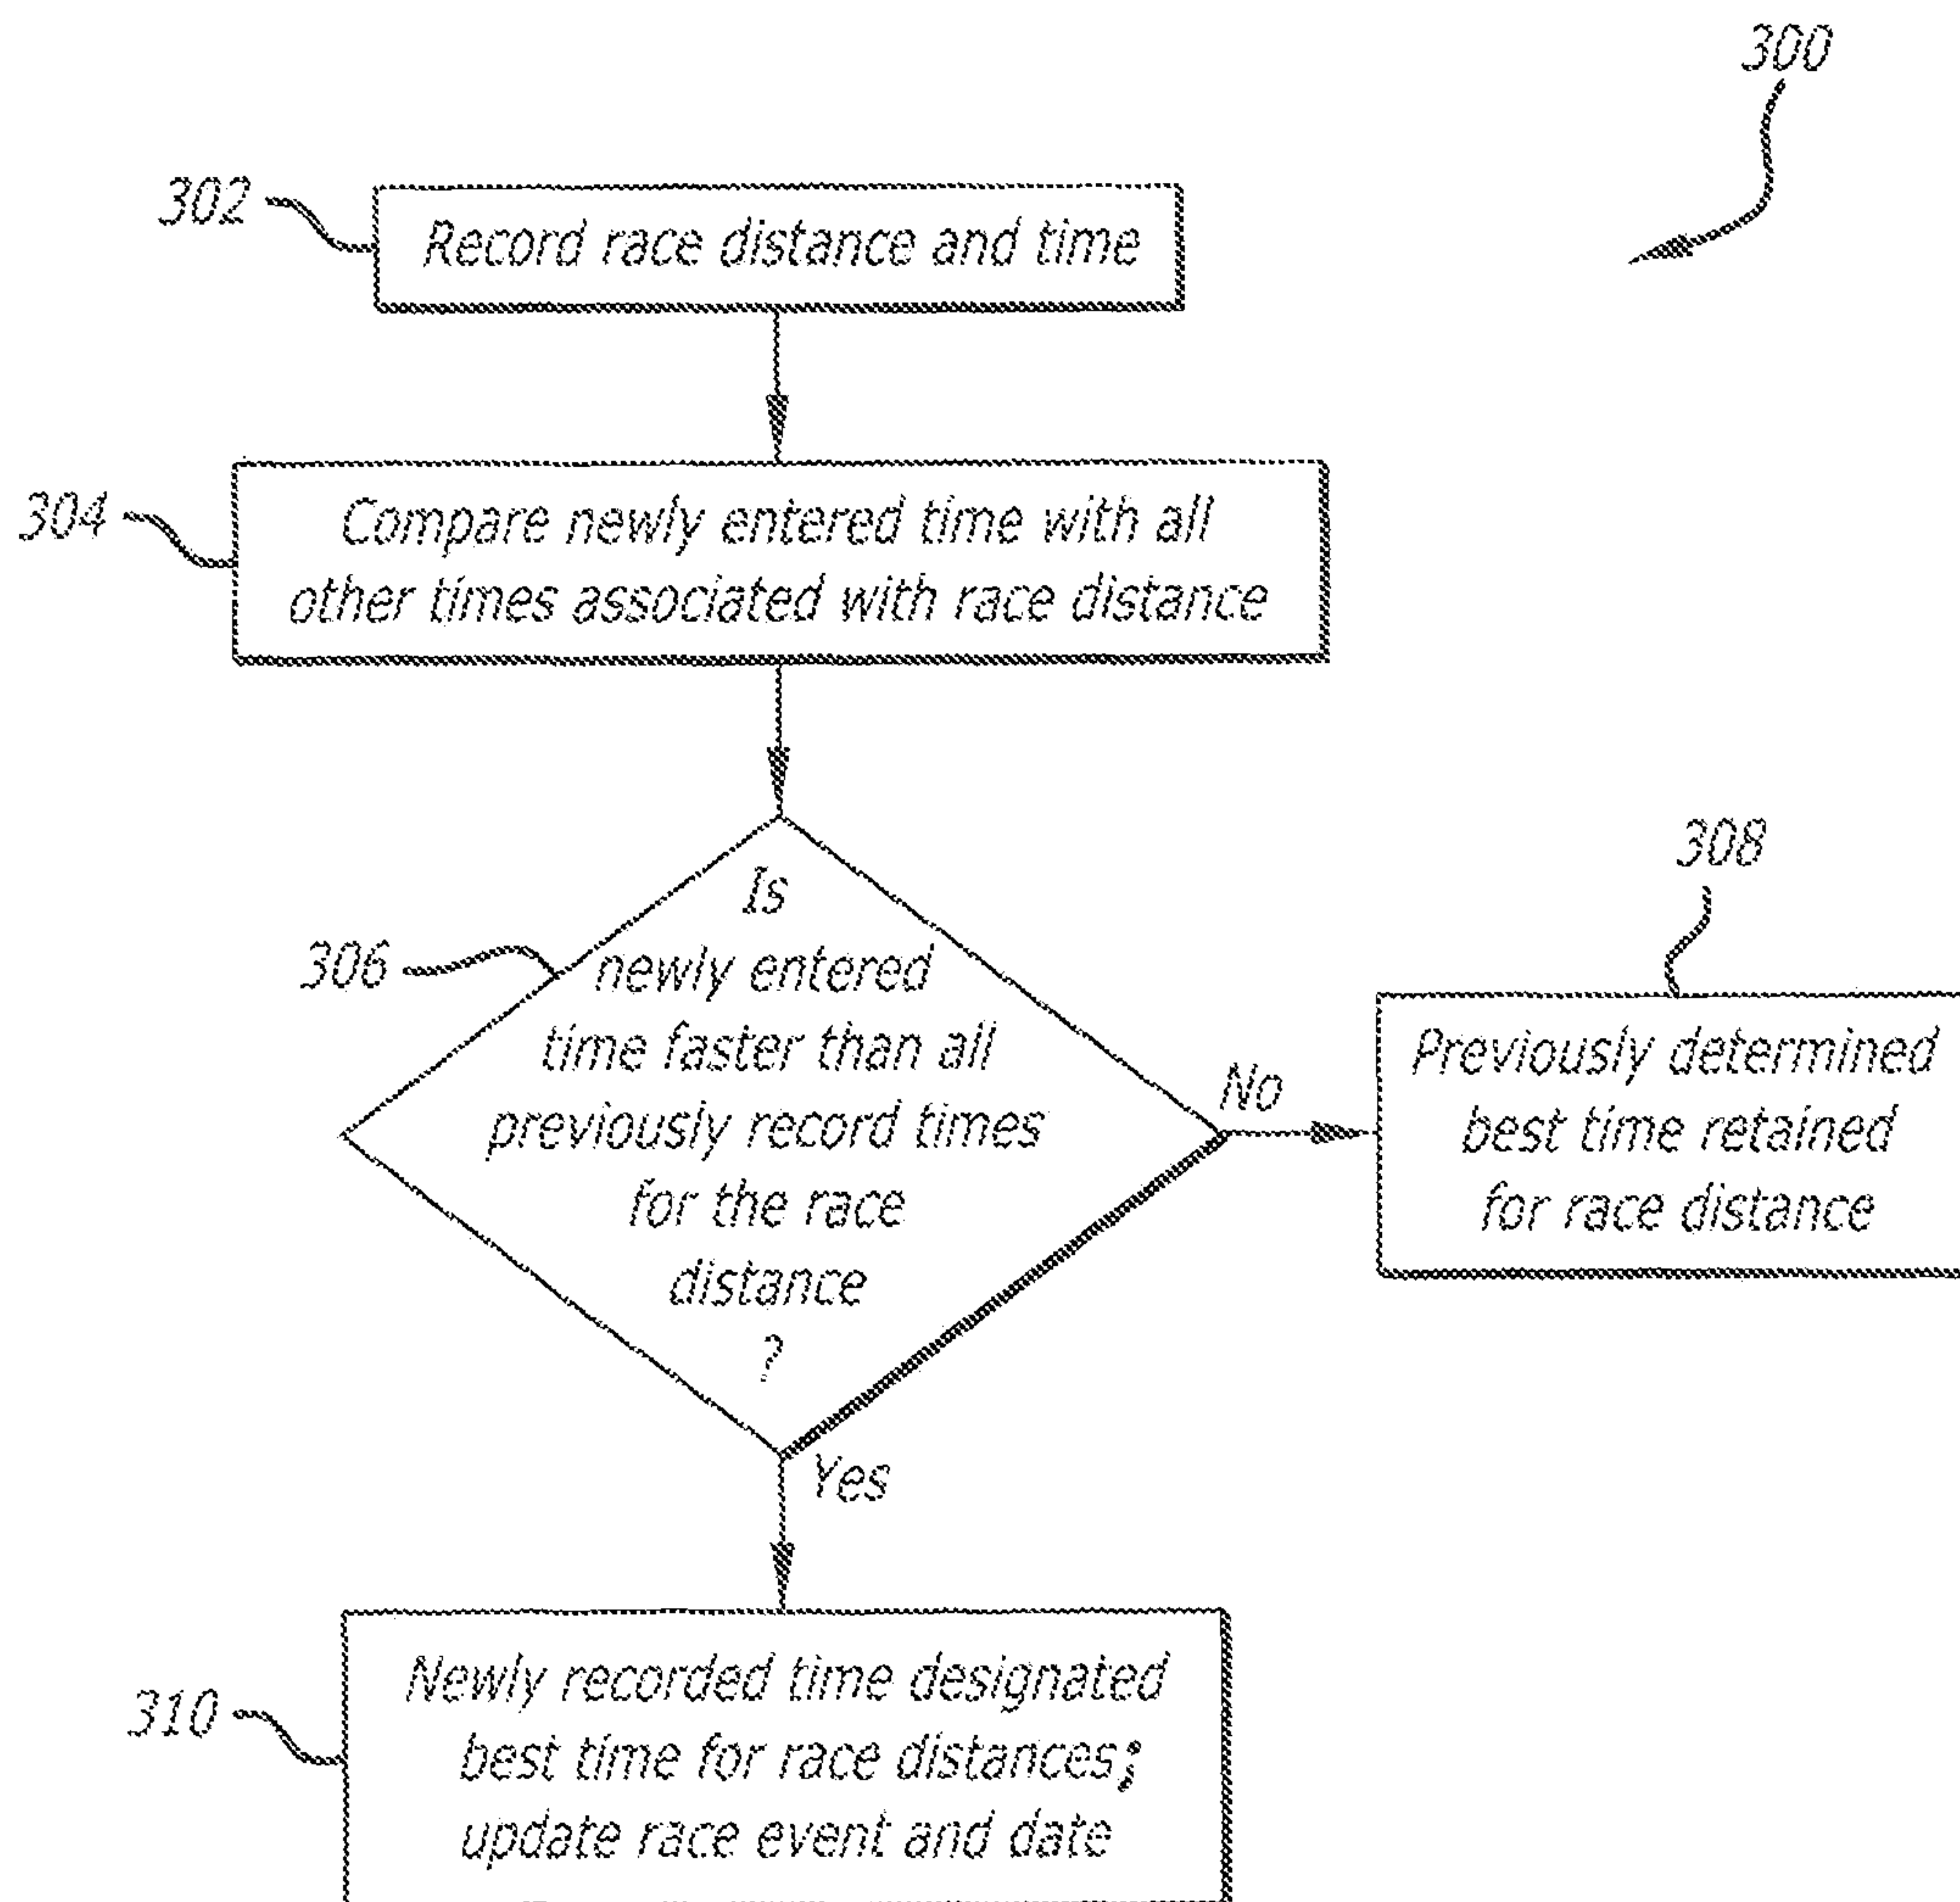 300
302
Record race distance and time
304
Compare newly entered time with all
other times associated with race distance
306
Is
newly entered
time faster than all
previously record times
for the race
distance
?
No
308
Previously determined
best time retained
for race distance
Yes
310
Newly recorded time designated
best time for race distances;
update race event and date